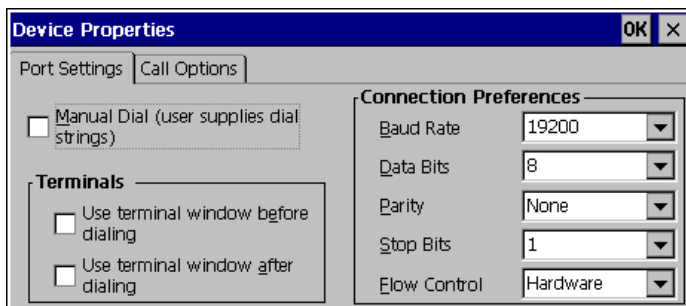 Device Properties OK ×
Port Settings Call Options
Manual Dial (user supplies dial
strings)
Terminals
Use terminal window before
dialing
Use terminal window after
dialing
Connection Preferences
Baud Rate 19200
Data Bits 8
Parity None
Stop Bits 1
Flow Control Hardware